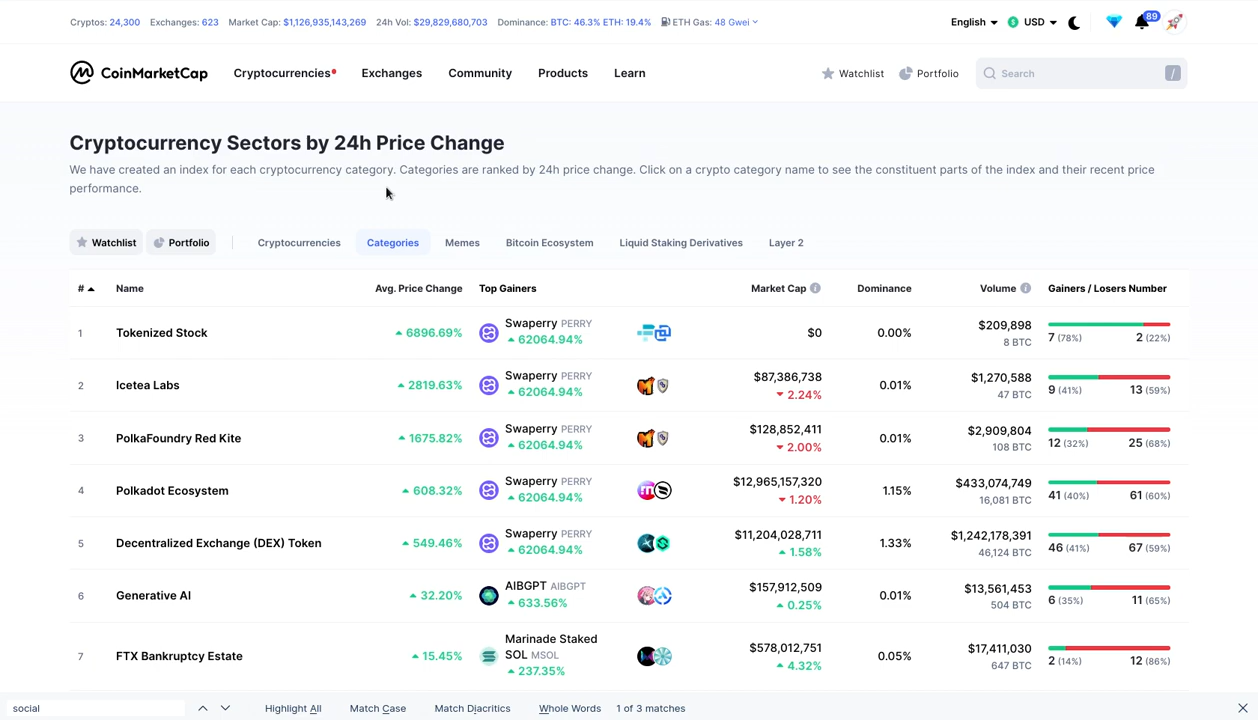 Cryptos: 24,300 Exchanges: 623 Market Cap: $1,126,935,143,269 24h Vol: $29,829,680,703 Dominance: BTC: 46.3% ETH: 19.4% ETH Gas: 48 Gwei English USD 89
CoinMarketCap Cryptocurrencies Exchanges Community Products Learn Watchlist Portfolio Search /
Cryptocurrency Sectors by 24h Price Change
We have created an index for each cryptocurrency category. Categories are ranked by 24h price change. Click on a crypto category name to see the constituent parts of the index and their recent price
performance.
Watchlist Portfolio Cryptocurrencies Categories Memes Bitcoin Ecosystem Liquid Staking Derivatives Layer 2
# Name Avg. Price Change Top Gainers Market Cap Dominance Volume Gainers / Losers Number
1 Tokenized Stock 6896.69% Swaperry PERRY $0 0.00% $209,898
62064.94% 8 BTC 7 (78%) 2 (22%)
2 Icetea Labs 2819.63% Swaperry PERRY $87,386,738 0.01% $1,270,588
62064.94% 2.24% 47 BTC 9 (41%) 13 (59%)
3 PolkaFoundry Red Kite 1675.82% Swaperry PERRY $128,852,411 0.01% $2,909,804
62064.94% 2.00% 108 BTC 12 (32%) 25 (68%)
4 Polkadot Ecosystem 608.32% Swaperry PERRY $12,965,157,320 1.15% $433,074,749
62064.94% 1.20% 16,081 BTC 41 (40%) 61 (60%)
5 Decentralized Exchange (DEX) Token 549.46% Swaperry PERRY $11,204,028,711 1.33% $1,242,178,391
62064.94% 1.58% 46,124 BTC 46 (41%) 67 (59%)
6 Generative AI 32.20% AIBGPT AIBGPT $157,912,509 0.01% $13,561,453
633.56% 0.25% 504 BTC 6 (35%) 11 (65%)
7 FTX Bankruptcy Estate 15.45% Marinade Staked $578,012,751 0.05% $17,411,030
SOL MSOL 4.32% 647 BTC 2 (14%) 12 (86%)
237.35%
social Highlight All Match Case Match Diacritics Whole Words 1 of 3 matches